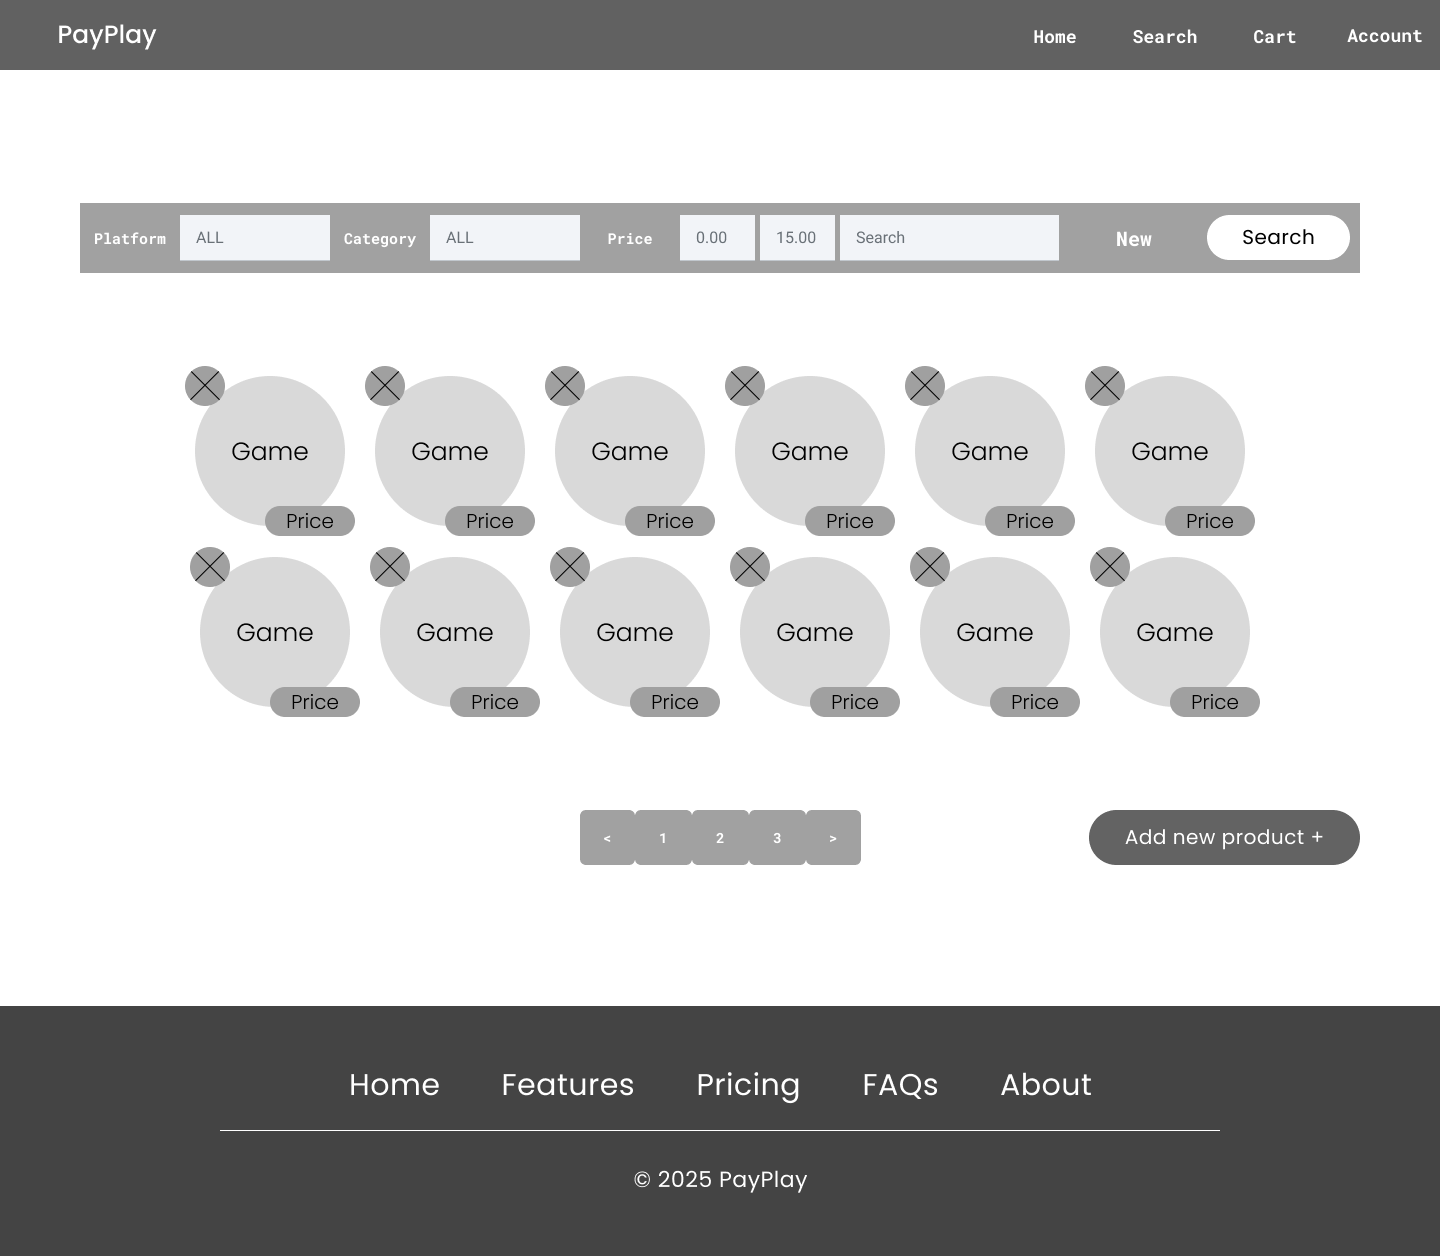 PayPlay Home Search Cart Account
Platform ALL Category ALL Price 0.00 15.00 Search New Search
Game Game Game Game Game Game
Price Price Price Price Price Price
Game Game Game Game Game Game
Price Price Price Price Price Price
< 1 2 3 > Add new product +
Home Features Pricing FAQs About
© 2025 PayPlay